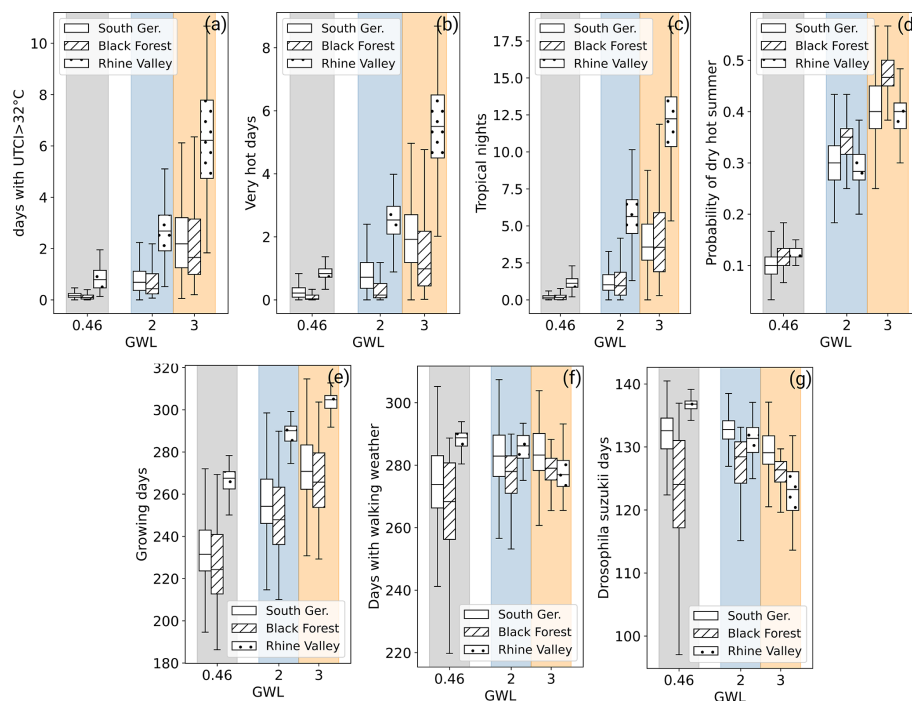 (a)
South Ger.
Black Forest
Rhine Valley
days with UTCI>32°C
10
8
6
4
2
0
0.46
2
3
GWL
(b)
South Ger.
Black Forest
Rhine Valley
Very hot days
8
6
4
2
0
0.46
2
3
GWL
(c)
South Ger.
Black Forest
Rhine Valley
Tropical nights
17.5
15.0
12.5
10.0
7.5
5.0
2.5
0.0
0.46
2
3
GWL
(d
South Ger.
Black Forest
Rhine Valley
Probability of dry hot summer
0.5
0.4
0.3
0.2
0.1
0.46
2
3
GWL
(e)
Growing days
320
300
280
260
240
220
200
180
South Ger.
Black Forest
Rhine Valley
0.46
2
3
GWL
(f)
Days with walking weather
300
280
260
240
220
South Ger.
Black Forest
Rhine Valley
0.46
2
3
GWL
(g)
Drosophila suzukii days
140
130
120
110
100
South Ger.
Black Forest
Rhine Valley
0.46
2
3
GWL